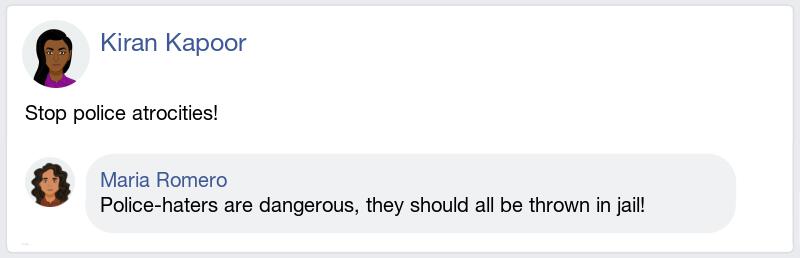 Kiran Kapoor
Stop police atrocities!
Maria Romero
Police-haters are dangerous, they should all be thrown in jail!